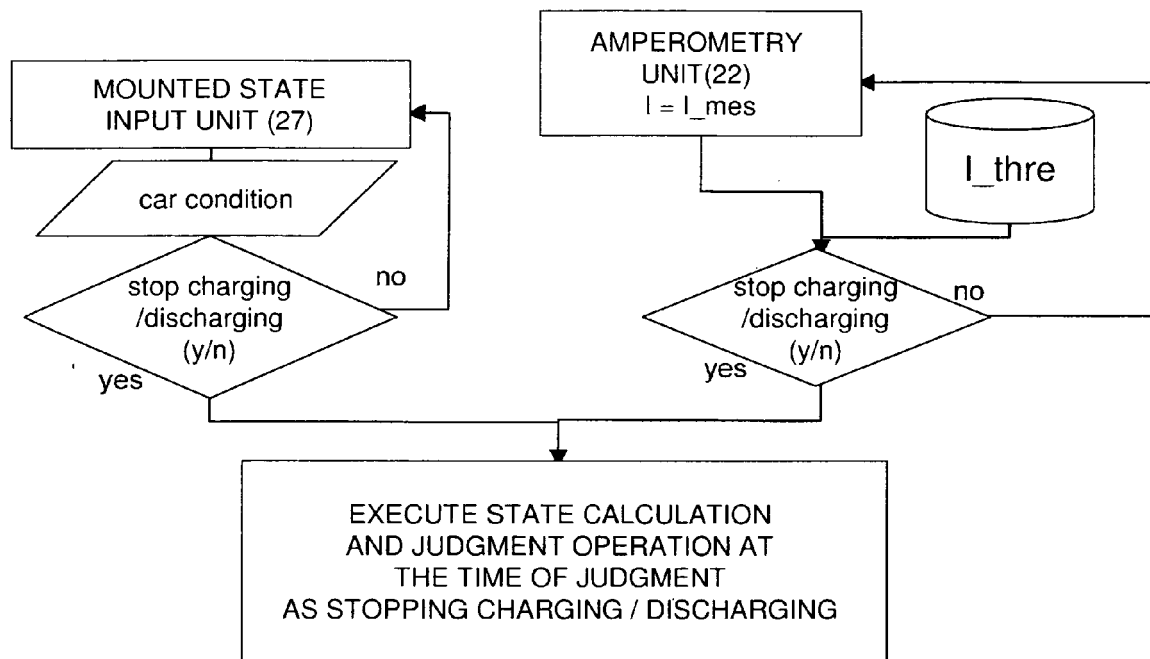 MOUNTED STATE
INPUT UNIT (27)
car condition
stop charging
/discharging
(y/n)
no
yes
AMPEROMETRY
UNIT(22)
I = I_mes
I_thre
stop charging
/discharging
(y/n)
no
yes
EXECUTE STATE CALCULATION
AND JUDGMENT OPERATION AT
THE TIME OF JUDGMENT
AS STOPPING CHARGING / DISCHARGING